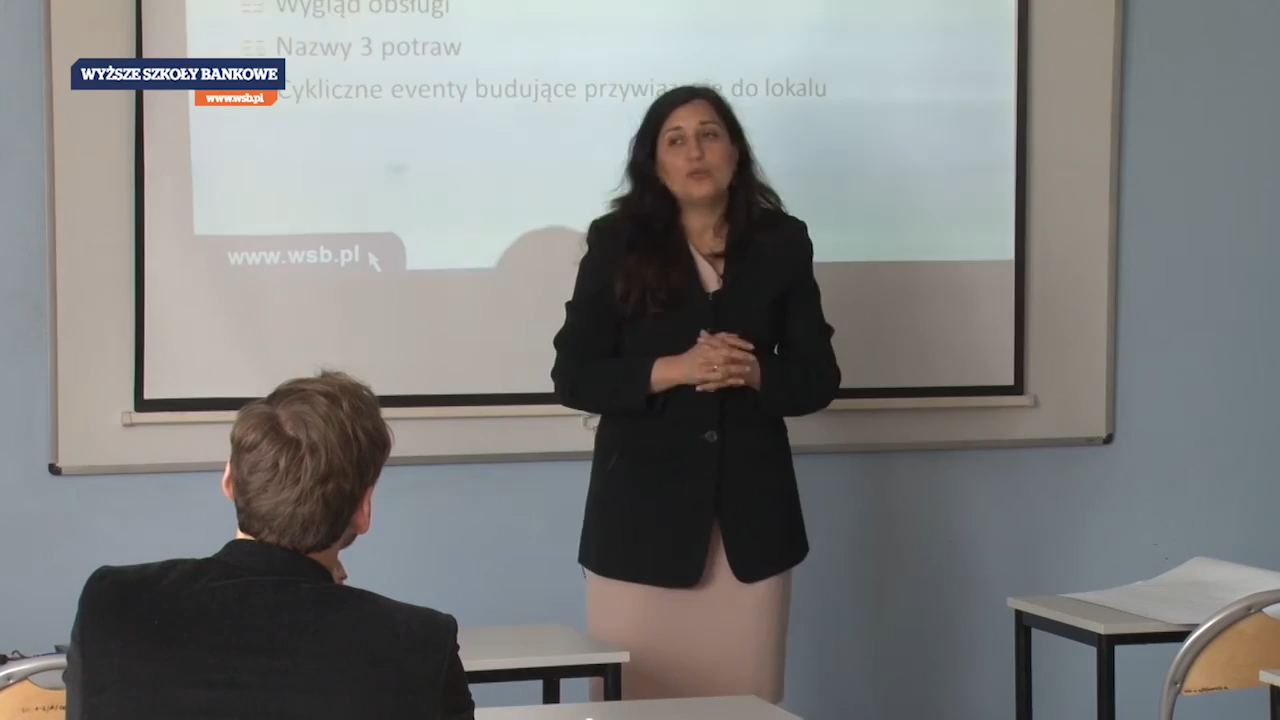 Wygląd obsługi
Nazwy 3 potraw
WYŻSZE SZKOŁY BANKOWE
www.wsb.pl
Cykliczne eventy budujące do lokalu
www.wsb.pl